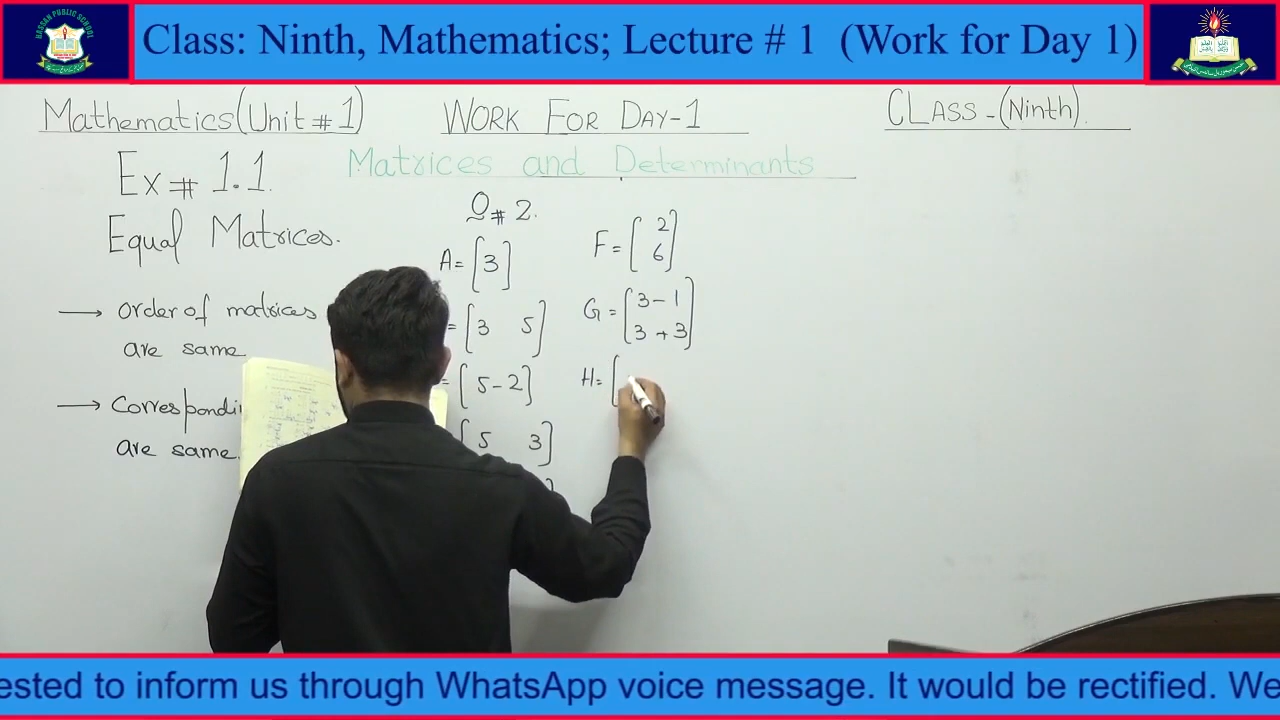 HASSAN PUBLIC SCHOOL
Class: Ninth, Mathematics; Lecture # 1 (Work for Day 1)
Mathematics (Unit # 1)
WORK FOR DAY-1
CLASS - (Ninth).
Ex # 1.1
Matrices and Determinants
Equal Matrices.
→ Order of matrices
are same
→ Correspondi
are same.
Q # 2.
A = [3]
= [3 5]
= [5 - 2]
[5 3]
F = [2
6]
G = [3 - 1
3 + 3]
H = [
ested to inform us through WhatsApp voice message. It would be rectified. We